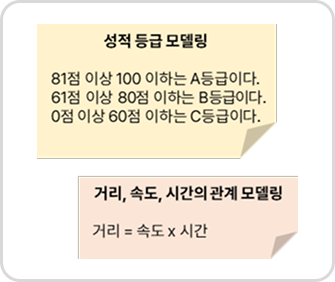 성적 등급 모델링
81점 이상 100 이하는 A등급이다.
61점 이상 80점 이하는 B등급이다.
0점 이상 60점 이하는 C등급이다.
거리, 속도, 시간의 관계 모델링
거리 = 속도 x 시간